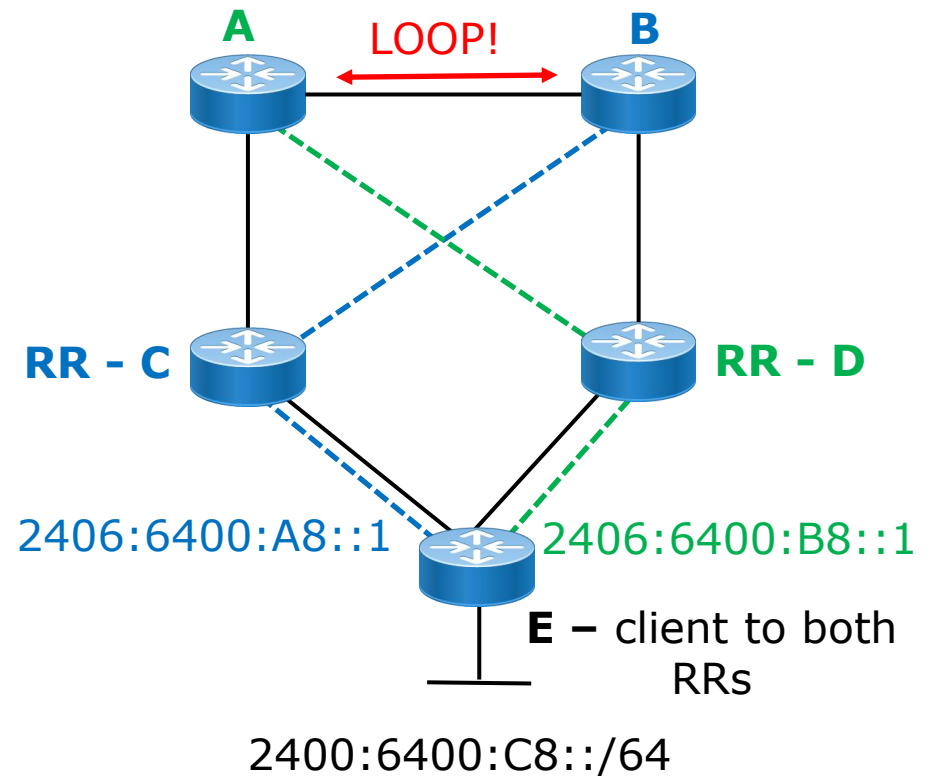 A
LOOP!
B
RR - C
RR - D
2406:6400:A8::1
2406:6400:B8::1
E – client to both
RRs
2400:6400:C8::/64